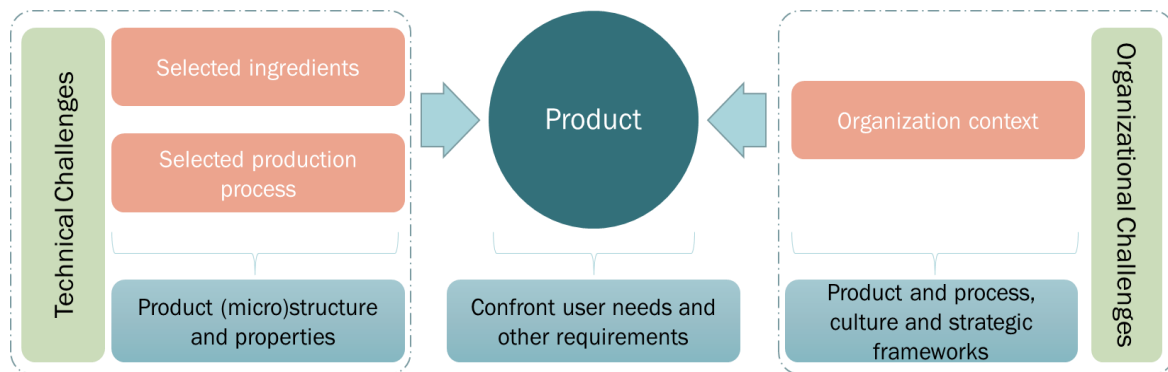 Technical Challenges
Selected ingredients
Selected production
process
Product (micro)structure
and properties
Product
Confront user needs and
other requirements
Organization context
Product and process,
culture and strategic
frameworks
Organizational Challenges